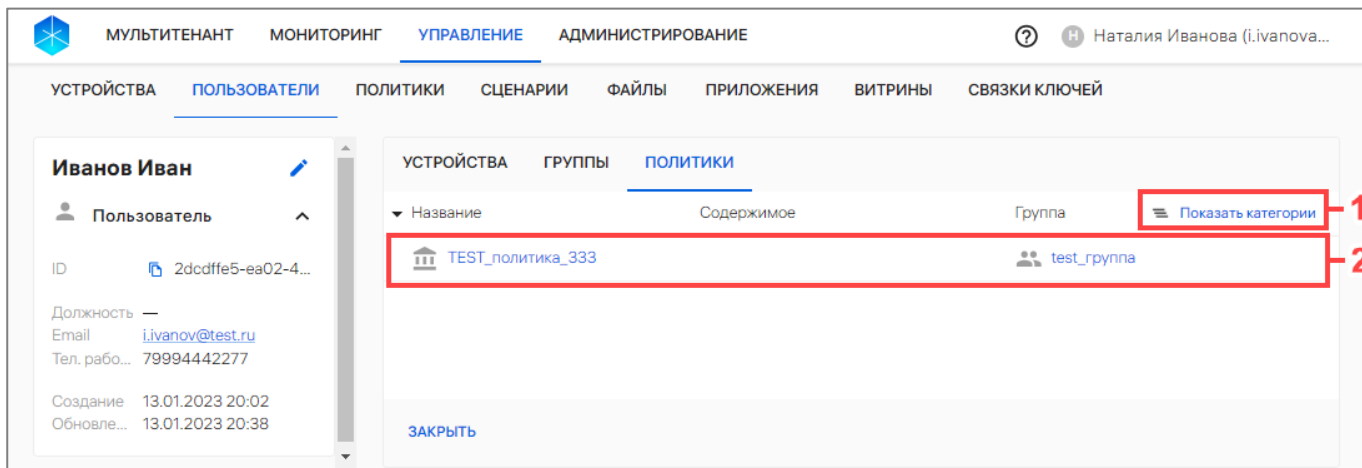 МУЛЬТИТЕНАНТ МОНИТОРИНГ УПРАВЛЕНИЕ АДМИНИСТРИРОВАНИЕ ? Н Наталия Иванова (i.ivanova...
УСТРОЙСТВА ПОЛЬЗОВАТЕЛИ ПОЛИТИКИ СЦЕНАРИИ ФАЙЛЫ ПРИЛОЖЕНИЯ ВИТРИНЫ СВЯЗКИ КЛЮЧЕЙ
Иванов Иван
Пользователь
ID 2dcdffe5-ea02-4...
Должность —
Email i.ivanov@test.ru
Тел. рабо... 79994442277
Создание 13.01.2023 20:02
Обновле... 13.01.2023 20:38
УСТРОЙСТВА ГРУППЫ ПОЛИТИКИ
Название Содержимое Группа Показать категории 1
TEST_политика_333 test_группа 2
ЗАКРЫТЬ